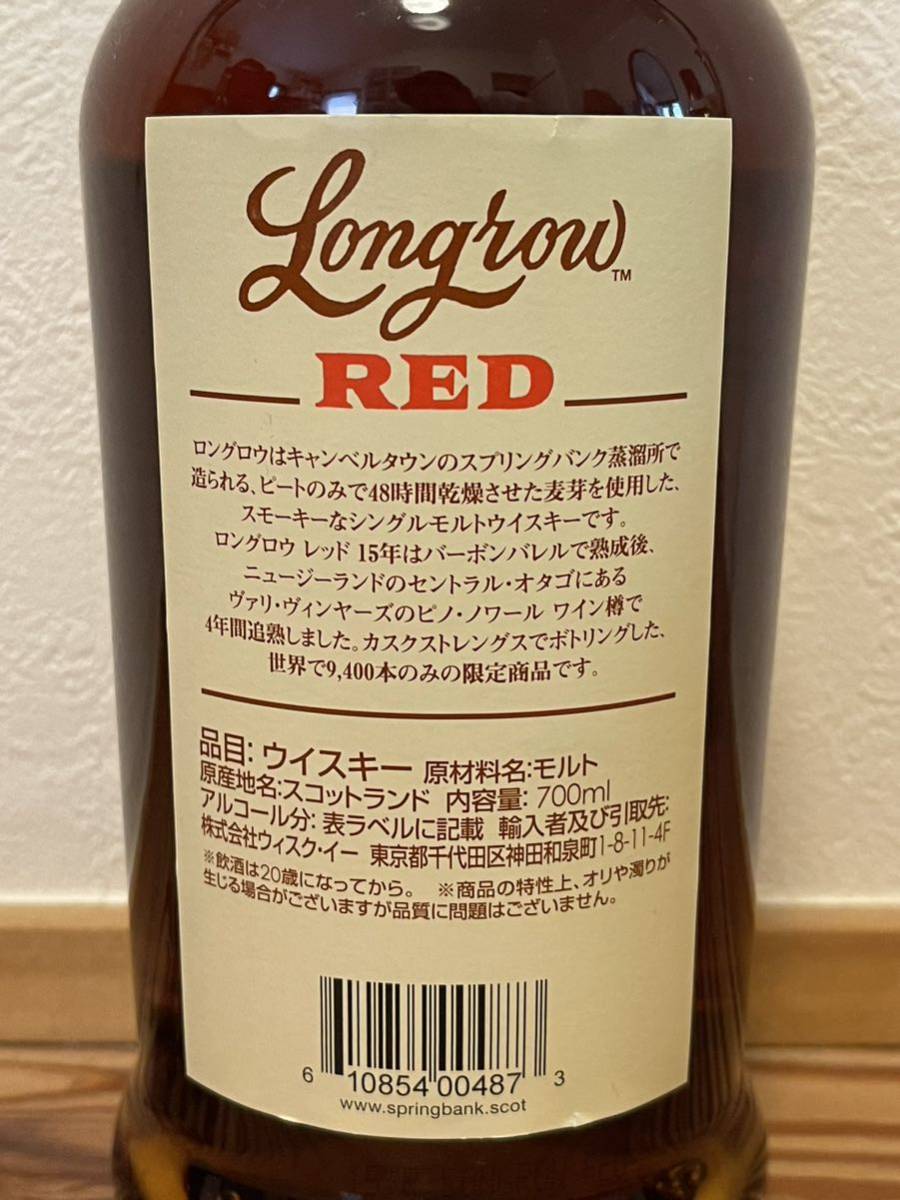 Longrow™
RED
ロングロウはキャンベルタウンのスプリングバンク蒸溜所で
造られる、ピートのみで48時間乾燥させた麦芽を使用した、
スモーキーなシングルモルトウイスキーです。
ロングロウ レッド 15年はバーボンバレルで熟成後、
ニュージーランドのセントラル・オタゴにある
ヴァリ・ヴィンヤーズのピノ・ノワール ワイン樽で
4年間追熟しました。カスクストレングスでボトリングした、
世界で9,400本のみの限定商品です。
品目: ウイスキー 原材料名:モルト
原産地名:スコットランド 内容量: 700ml
アルコール分: 表ラベルに記載 輸入者及び引取先:
株式会社ウィスク・イー 東京都千代田区神田和泉町1-8-11-4F
※飲酒は20歳になってから。 ※商品の特性上、オリや濁りが
生じる場合がございますが品質に問題はございません。
6 10854 00487 3
www.springbank.scot